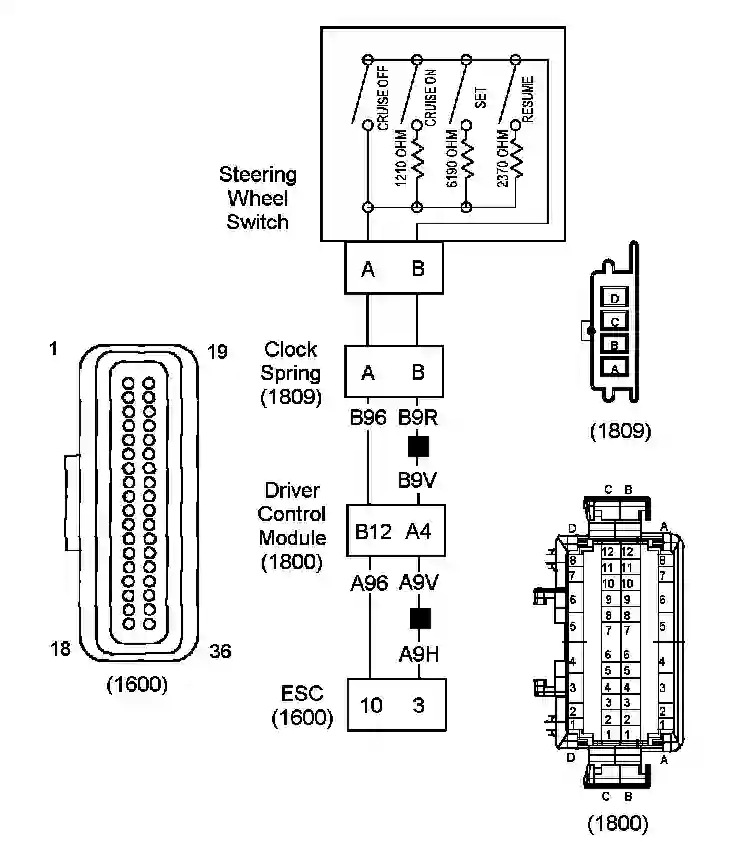 CRUISE OFF
CRUISE ON
SET
RESUME
1210 OHM
6190 OHM
2370 OHM
Steering
Wheel
Switch
A B
Clock
Spring
(1809)
A B
B96 B9R
B9V
Driver
Control
Module
(1800)
B12 A4
A96 A9V
A9H
ESC
(1600)
10 3
1 19
18 36
(1600)
D
C
B
A
(1809)
C B
D A
8 12 12 8
7 11 11 7
10 10
6 9 9 6
8 8
5 7 7 5
6 6
4 5 5 4
3 4 4 3
3 3
2 2 2 2
1 1 1 1
D A
C B
(1800)